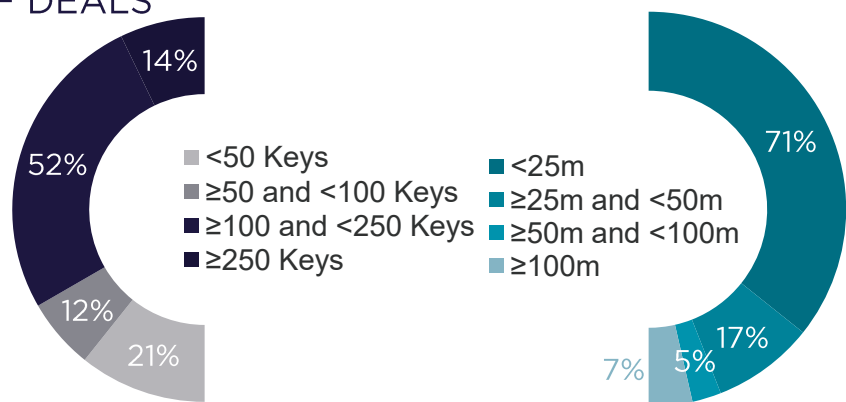 – DEALS
14%
52%
12%
21%
<50 Keys
≥50 and <100 Keys
≥100 and <250 Keys
≥250 Keys
<25m
≥25m and <50m
≥50m and <100m
≥100m
71%
17%
5%
7%